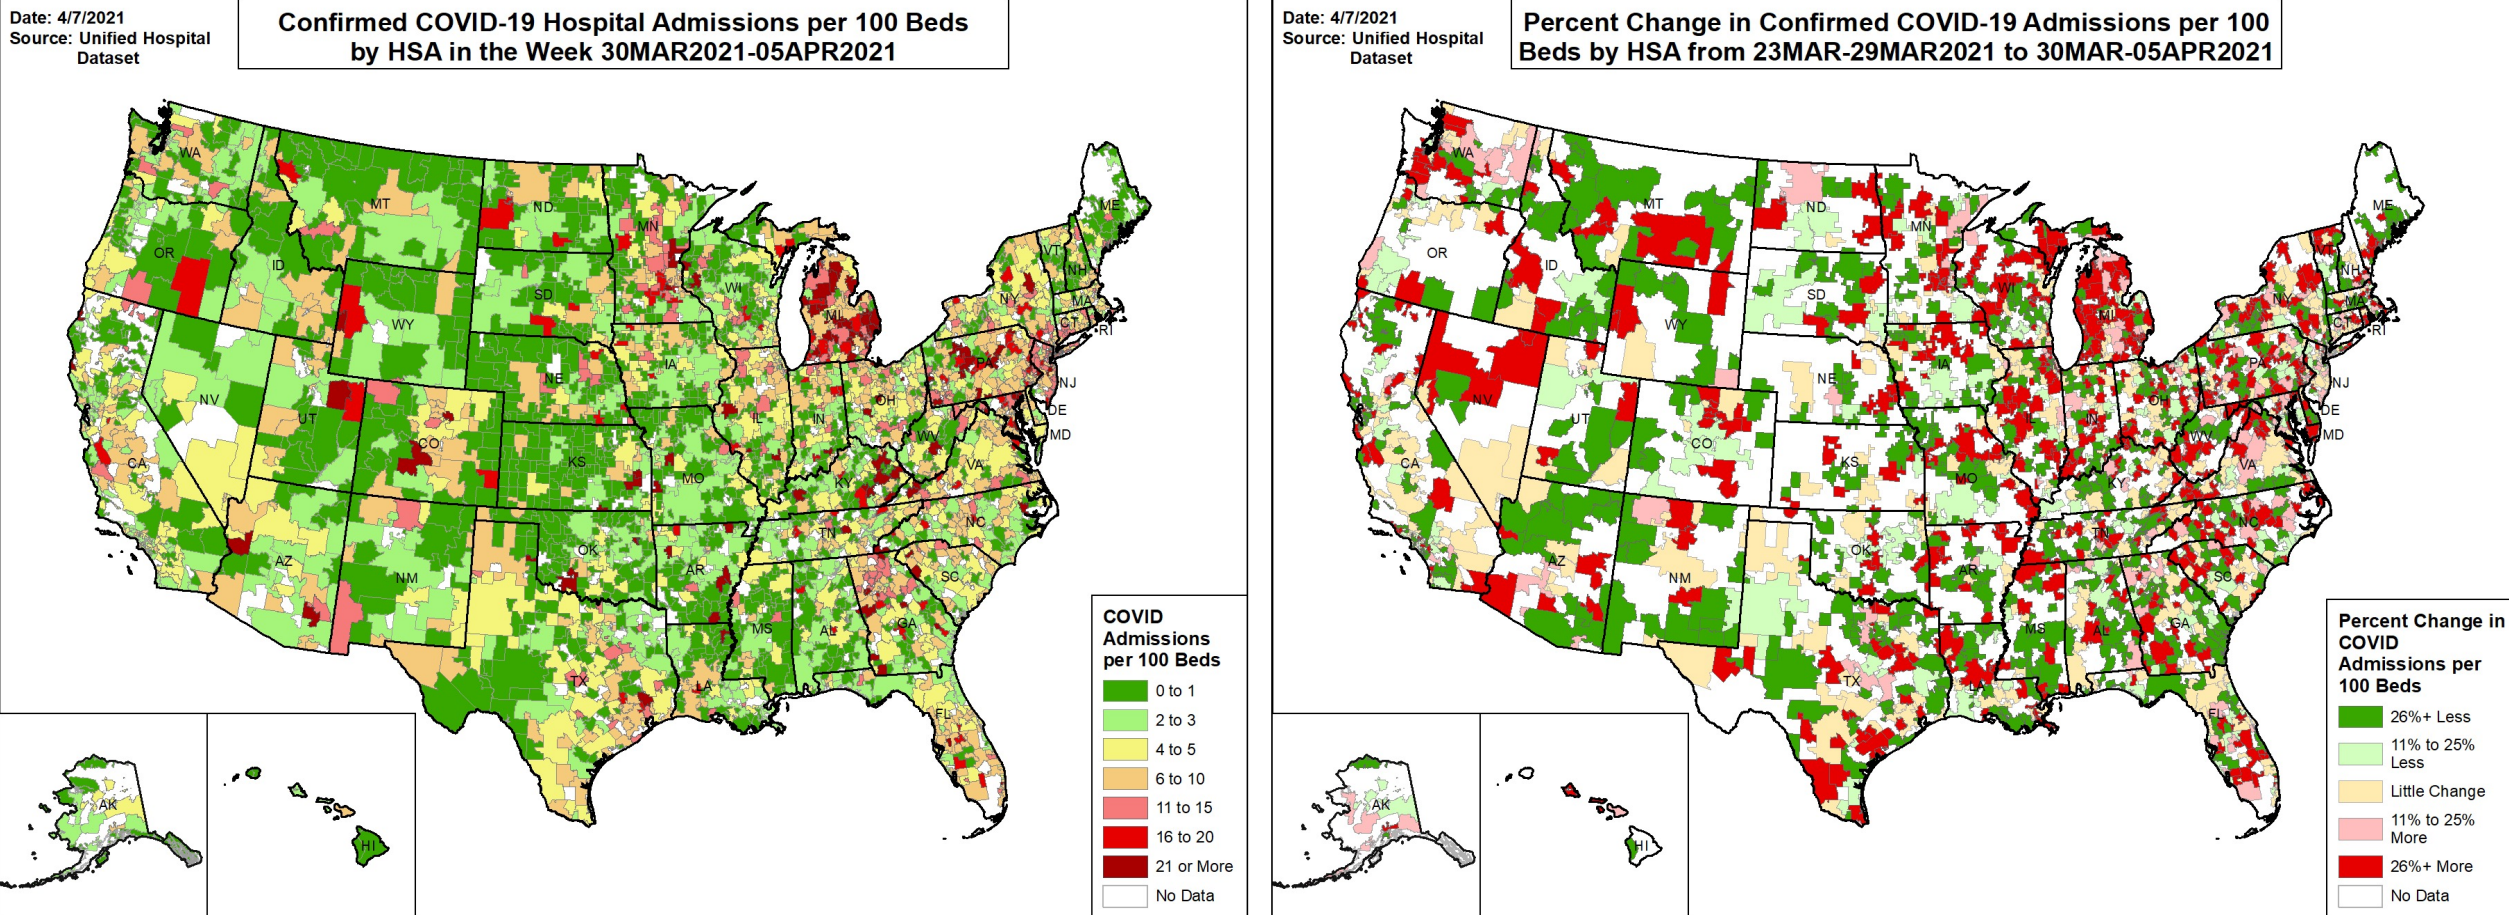 Date: 4/7/2021
Source: Unified Hospital
Dataset
Confirmed COVID-19 Hospital Admissions per 100 Beds
by HSA in the Week 30MAR2021-05APR2021
WA
MT
ND
MN
ME
OR
ID
SD
WI
VT
NH
NY
MA
CT
RI
WY
MI
IA
NE
PA
NJ
NV
UT
CO
IL
IN
OH
DE
MD
WV
CA
KS
MO
KY
VA
AZ
NM
OK
AR
TN
NC
SC
MS
AL
GA
TX
LA
FL
AK
HI
COVID
Admissions
per 100 Beds
0 to 1
2 to 3
4 to 5
6 to 10
11 to 15
16 to 20
21 or More
No Data
Date: 4/7/2021
Source: Unified Hospital
Dataset
Percent Change in Confirmed COVID-19 Admissions per 100
Beds by HSA from 23MAR-29MAR2021 to 30MAR-05APR2021
WA
MT
ND
MN
ME
OR
ID
SD
WI
NH
NY
MA
CT
RI
WY
MI
IA
NE
PA
NJ
NV
UT
CO
IL
IN
OH
DE
MD
WV
CA
KS
MO
KY
VA
AZ
NM
OK
AR
TN
NC
SC
MS
AL
GA
TX
LA
FL
AK
HI
Percent Change in
COVID
Admissions per
100 Beds
26%+ Less
11% to 25%
Less
Little Change
11% to 25%
More
26%+ More
No Data